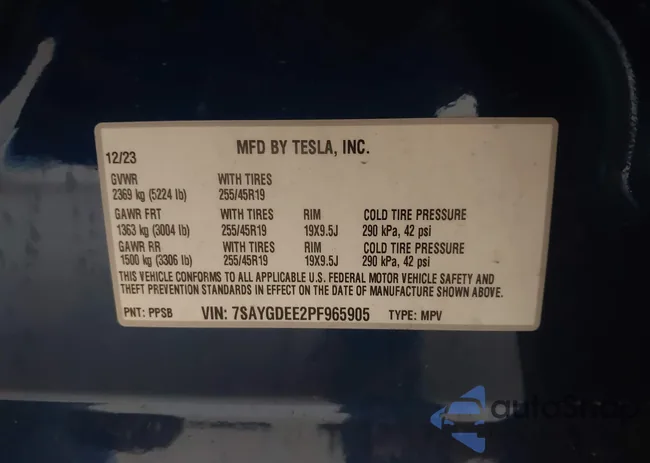 MFD BY TESLA, INC.
12/23
GVWR WITH TIRES
2369 kg (5224 lb) 255/45R19
GAWR FRT WITH TIRES RIM COLD TIRE PRESSURE
1363 kg (3004 lb) 255/45R19 19X9.5J 290 kPa, 42 psi
GAWR RR WITH TIRES RIM COLD TIRE PRESSURE
1500 kg (3306 lb) 255/45R19 19X9.5J 290 kPa, 42 psi
THIS VEHICLE CONFORMS TO ALL APPLICABLE U.S. FEDERAL MOTOR VEHICLE SAFETY AND
THEFT PREVENTION STANDARDS IN EFFECT ON THE DATE OF MANUFACTURE SHOWN ABOVE.
PNT: PPSB VIN: 7SAYGDEE2PF965905 TYPE: MPV